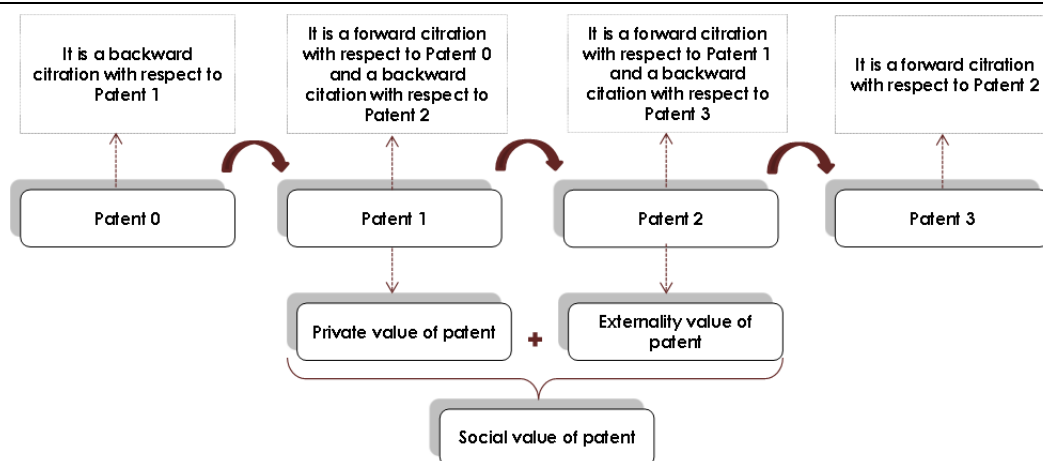 It is a backward
citration with respect to
Patent 1
It is a forward citration
with respect to Patent 0
and a backward
citation with respect to
Patent 2
It is a forward citration
with respect to Patent 1
and a backward
citation with respect to
Patent 3
It is a forward citration
with respect to Patent 2
Patent 0
Patent 1
Patent 2
Patent 3
Private value of patent
+
Externality value of
patent
Social value of patent